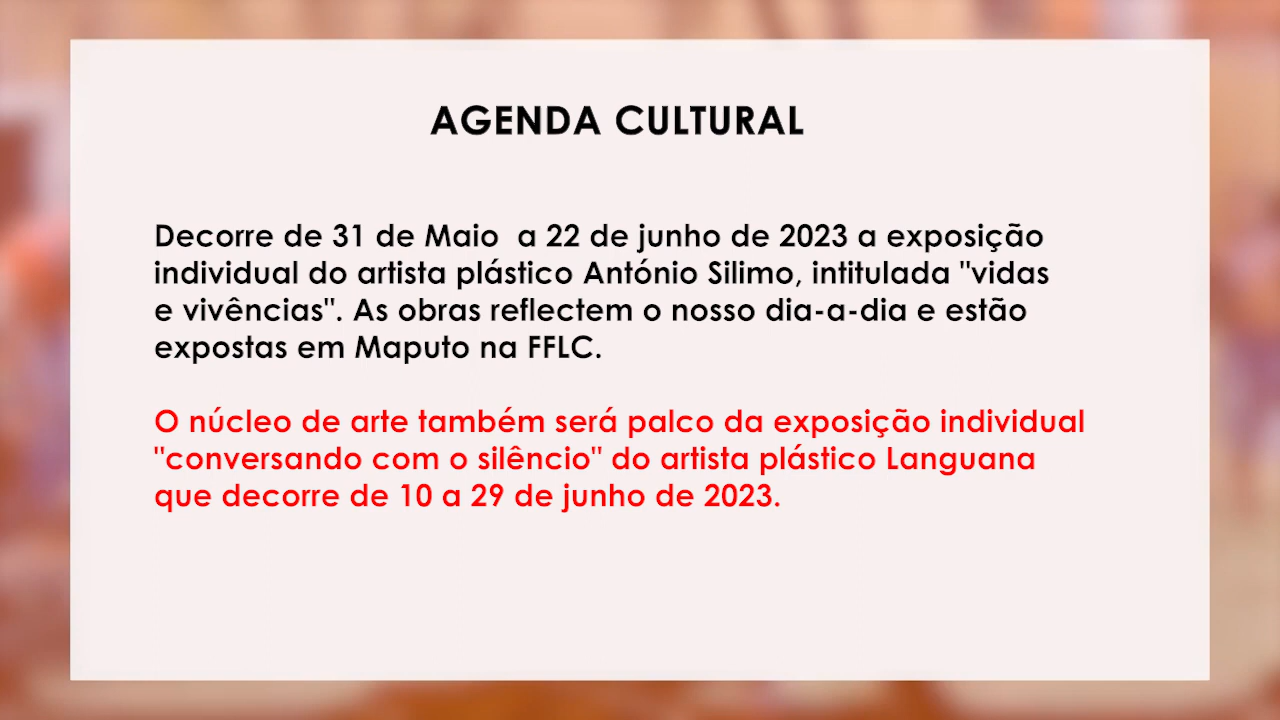 AGENDA CULTURAL
Decorre de 31 de Maio  a 22 de junho de 2023 a exposição
individual do artista plástico António Silimo, intitulada "vidas
e vivências". As obras reflectem o nosso dia-a-dia e estão
expostas em Maputo na FFLC.
O núcleo de arte também será palco da exposição individual
"conversando com o silêncio" do artista plástico Languana
que decorre de 10 a 29 de junho de 2023.